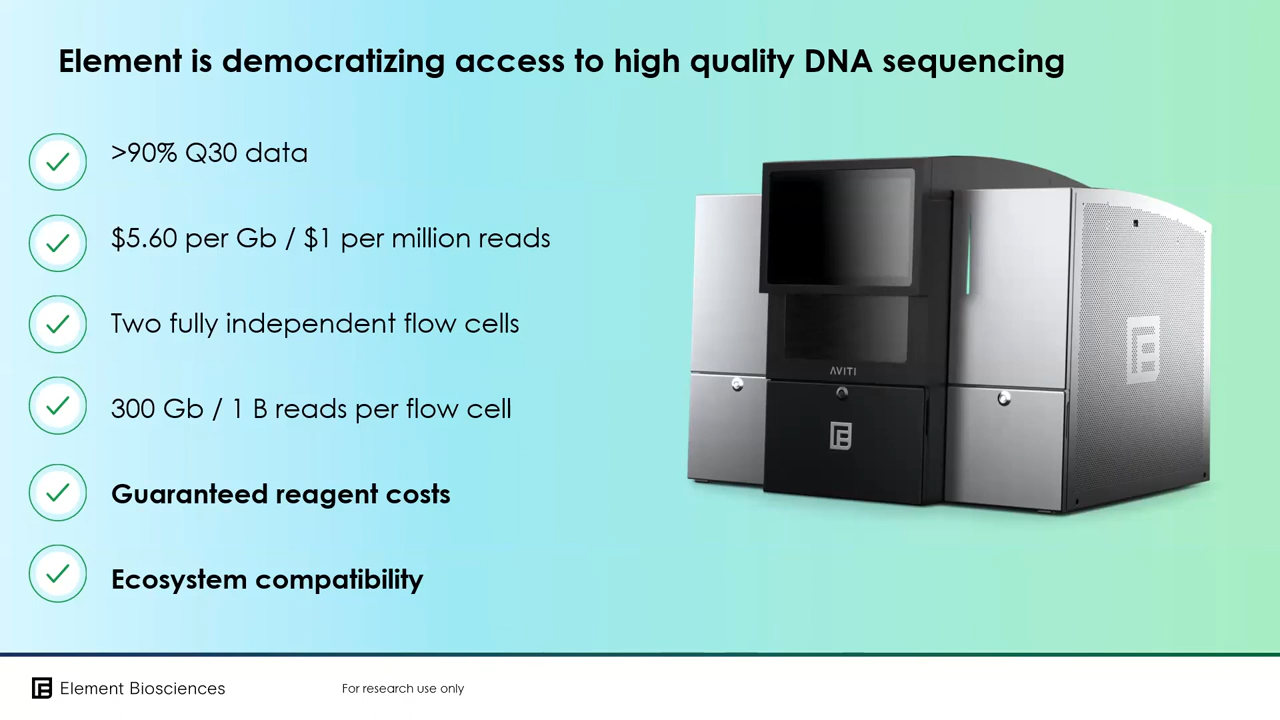 Element is democratizing access to high quality DNA sequencing
>90% Q30 data
$5.60 per Gb / $1 per million reads
Two fully independent flow cells
300 Gb / 1 B reads per flow cell
Guaranteed reagent costs
Ecosystem compatibility
AVITI
Element Biosciences
For research use only